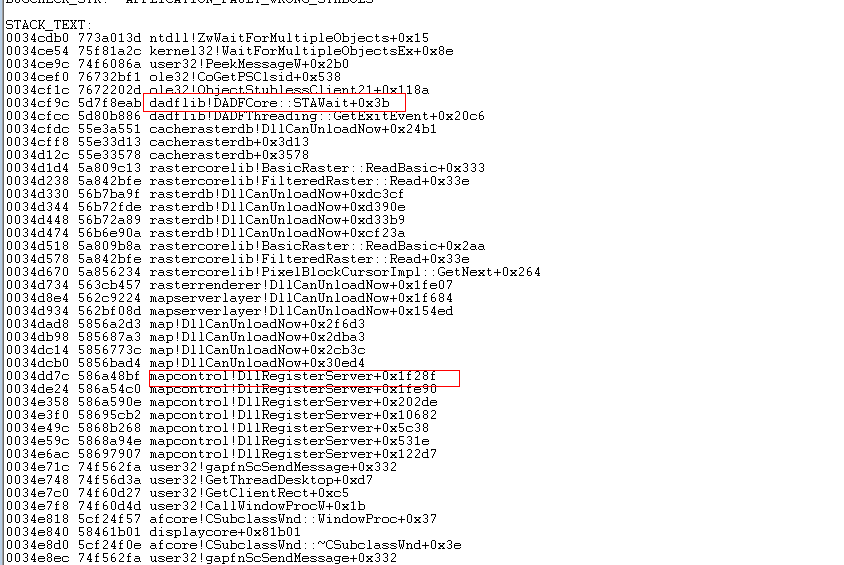 BUGCHECK_STR:  APPLICATION_FAULT_WRONG_SYMBOLS
STACK_TEXT:
0034cdb0 773a013d ntdll!ZwWaitForMultipleObjects+0x15
0034ce54 75f81a2c kernel32!WaitForMultipleObjectsEx+0x8e
0034ce9c 74f6086a user32!PeekMessageW+0x2b0
0034cef0 76732bf1 ole32!CoGetPSClsid+0x538
0034cf1c 7672202d ole32!ObjectStublessClient21+0x118a
0034cf9c 5d7f8eab dadflib!DADFCore::STAWait+0x3b
0034cfcc 5d80b886 dadflib!DADFThreading::GetExitEvent+0x20c6
0034cfdc 55e3a551 cacherasterdb!DllCanUnloadNow+0x24b1
0034cff8 55e33d13 cacherasterdb+0x3d13
0034d12c 55e33578 cacherasterdb+0x3578
0034d1d4 5a809c13 rastercorelib!BasicRaster::ReadBasic+0x333
0034d238 5a842bfe rastercorelib!FilteredRaster::Read+0x33e
0034d330 56b7ba9f rasterdb!DllCanUnloadNow+0xdc3cf
0034d344 56b72fde rasterdb!DllCanUnloadNow+0xd390e
0034d448 56b72a89 rasterdb!DllCanUnloadNow+0xd33b9
0034d474 56b6e90a rasterdb!DllCanUnloadNow+0xcf23a
0034d518 5a809b8a rastercorelib!BasicRaster::ReadBasic+0x2aa
0034d578 5a842bfe rastercorelib!FilteredRaster::Read+0x33e
0034d670 5a856234 rastercorelib!PixelBlockCursorImpl::GetNext+0x264
0034d734 563cb457 rasterrenderer!DllCanUnloadNow+0x1fe07
0034d8e4 562c9224 mapserverlayer!DllCanUnloadNow+0x1f684
0034d934 562bf08d mapserverlayer!DllCanUnloadNow+0x154ed
0034dad8 5856a2d3 map!DllCanUnloadNow+0x2f6d3
0034db98 585687a3 map!DllCanUnloadNow+0x2dba3
0034dc14 5856773c map!DllCanUnloadNow+0x2cb3c
0034dcb0 5856bad4 map!DllCanUnloadNow+0x30ed4
0034dd7c 586a48bf mapcontrol!DllRegisterServer+0x1f28f
0034de24 586a54c0 mapcontrol!DllRegisterServer+0x1fe90
0034e358 586a590e mapcontrol!DllRegisterServer+0x202de
0034e3f0 58695cb2 mapcontrol!DllRegisterServer+0x10682
0034e49c 5868b268 mapcontrol!DllRegisterServer+0x5c38
0034e59c 5868a94e mapcontrol!DllRegisterServer+0x531e
0034e6ac 58697907 mapcontrol!DllRegisterServer+0x122d7
0034e71c 74f562fa user32!gapfnScSendMessage+0x332
0034e748 74f56d3a user32!GetThreadDesktop+0xd7
0034e7c0 74f60d27 user32!GetClientRect+0xc5
0034e7f8 74f60d4d user32!CallWindowProcW+0x1b
0034e818 5cf24f57 afcore!CSubclassWnd::WindowProc+0x37
0034e840 58461b01 displaycore+0x81b01
0034e8d0 5cf24f0e afcore!CSubclassWnd::~CSubclassWnd+0x3e
0034e8ec 74f562fa user32!gapfnScSendMessage+0x332